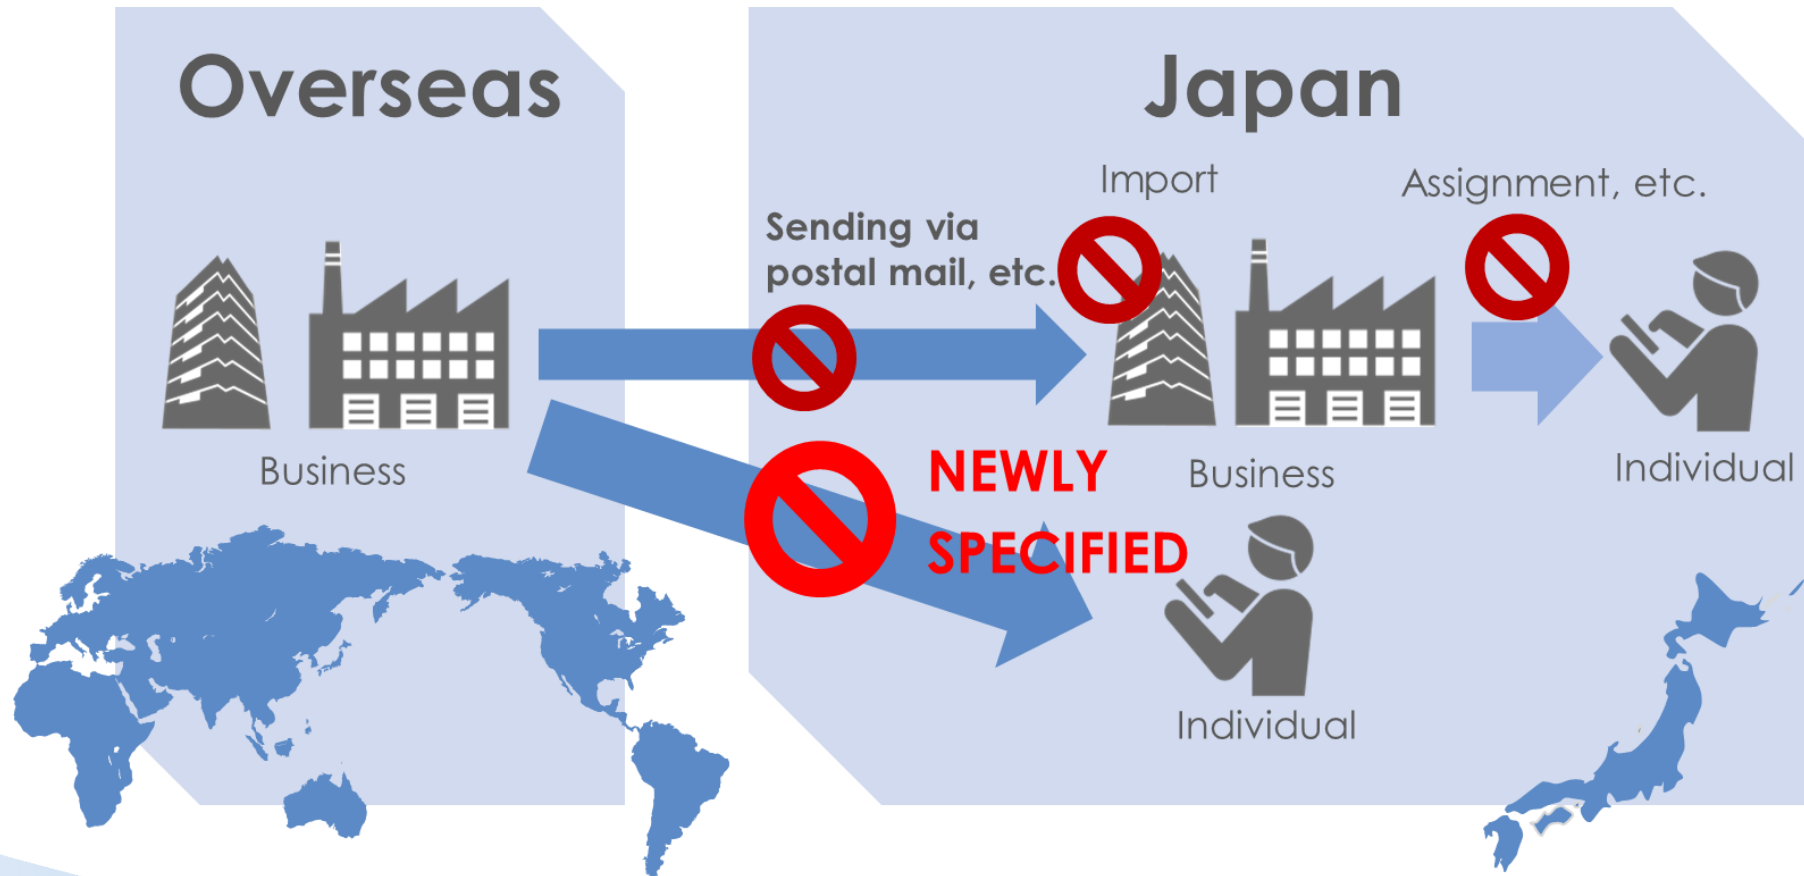 Overseas
Japan
Import
Assignment, etc.
Sending via
postal mail, etc.
Business
NEWLY
SPECIFIED
Business
Individual
Individual